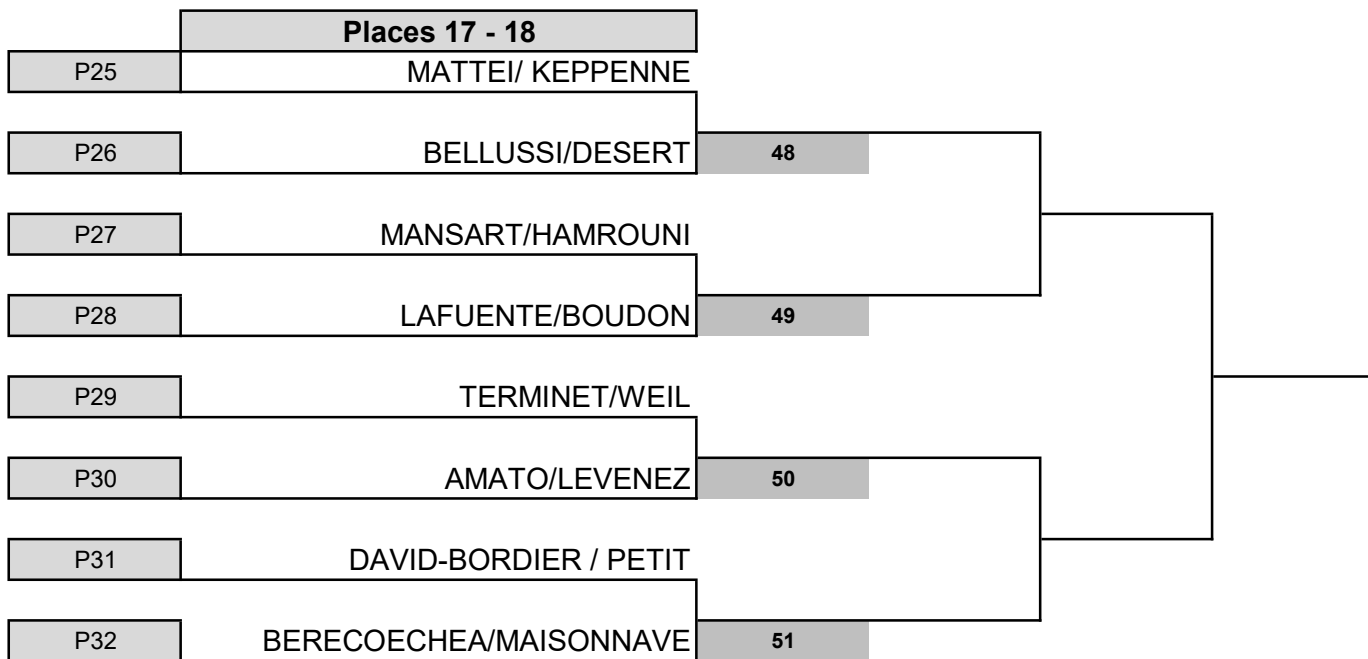 Places 17 - 18
P25 MATTEI/ KEPPENNE
P26 BELLUSSI/DESERT 48
P27 MANSART/HAMROUNI
P28 LAFUENTE/BOUDON 49
P29 TERMINET/WEIL
P30 AMATO/LEVENEZ 50
P31 DAVID-BORDIER / PETIT
P32 BERECOECHEA/MAISONNAVE 51